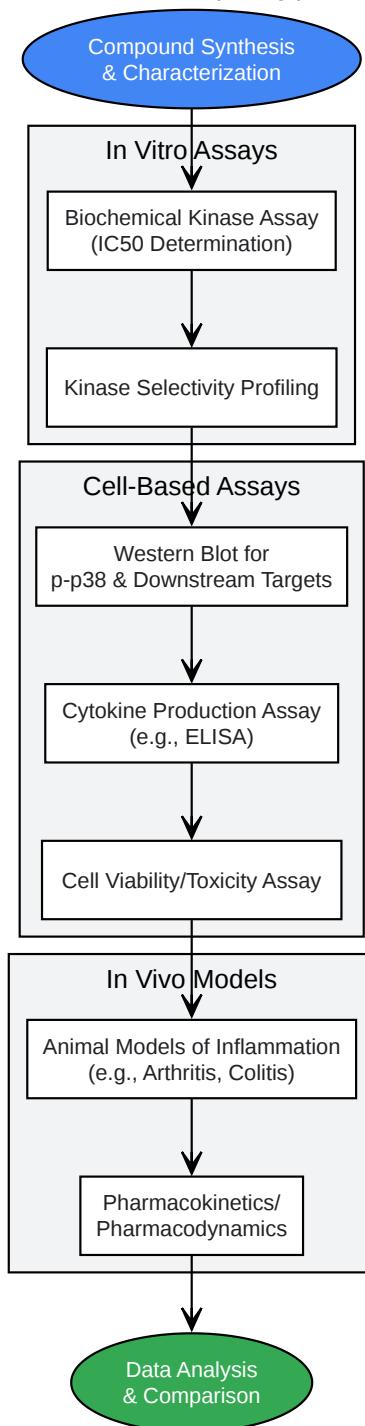 Compound Synthesis
& Characterization
In Vitro Assays
Biochemical Kinase Assay
(IC50 Determination)
Kinase Selectivity Profiling
Cell-Based Assays
Western Blot for
p-p38 & Downstream Targets
Cytokine Production Assay
(e.g., ELISA)
Cell Viability/Toxicity Assay
In Vivo Models
Animal Models of Inflammation
(e.g., Arthritis, Colitis)
Pharmacokinetics/
Pharmacodynamics
Data Analysis
& Comparison